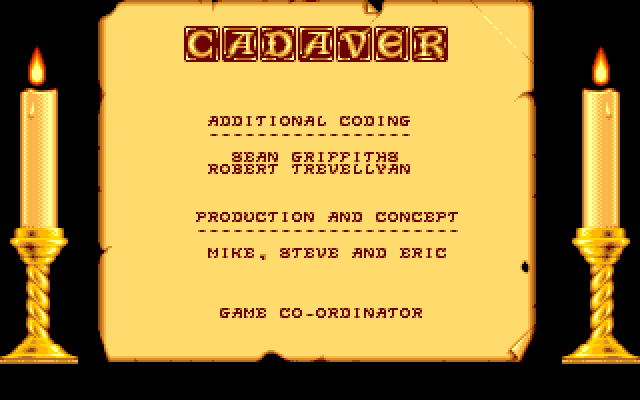 CADAVER
ADDITIONAL CODING
SEAN GRIFFITHS
ROBERT TREVELLYAN
PRODUCTION AND CONCEPT
MIKE, STEVE AND ERIC
GAME CO-ORDINATOR